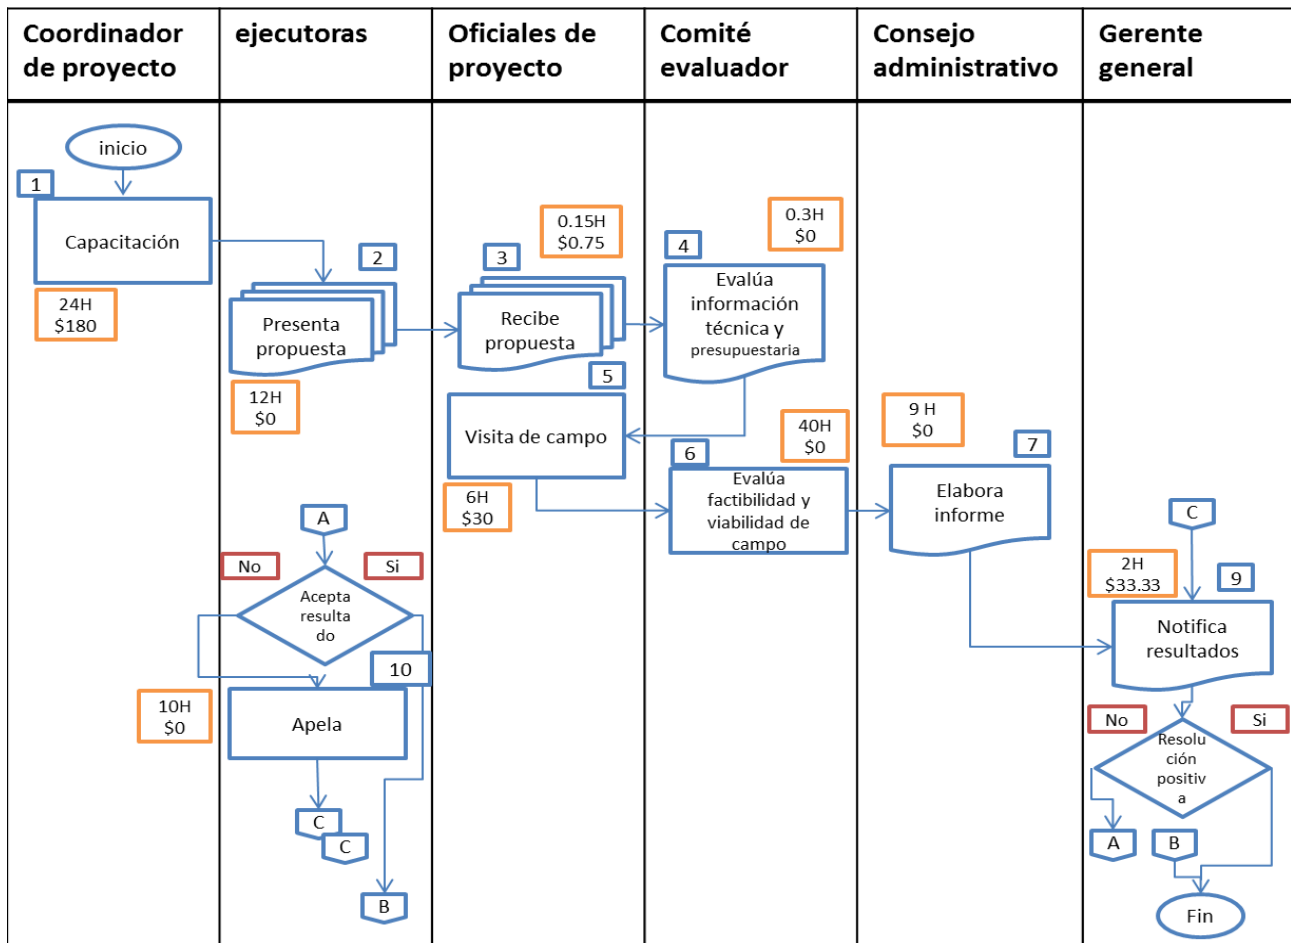 Coordinador
de proyecto
ejecutoras
Oficiales de
proyecto
Comité
evaluador
Consejo
administrativo
Gerente
general
inicio
1
Capacitación
24H
$180
2
Presenta
propuesta
12H
$0
0.15H
$0.75
3
Recibe
propuesta
0.3H
$0
4
Evalúa
información
técnica y
presupuestaria
5
Visita de campo
6H
$30
40H
$0
6
Evalúa
factibilidad y
viabilidad de
campo
9 H
$0
7
Elabora
informe
C
2H
$33.33
9
Notifica
resultados
No
Si
Resolu
ución
positiv
a
A
B
Fin
A
No
Si
Acepta
resulta
do
10
10H
$0
Apela
C
C
B